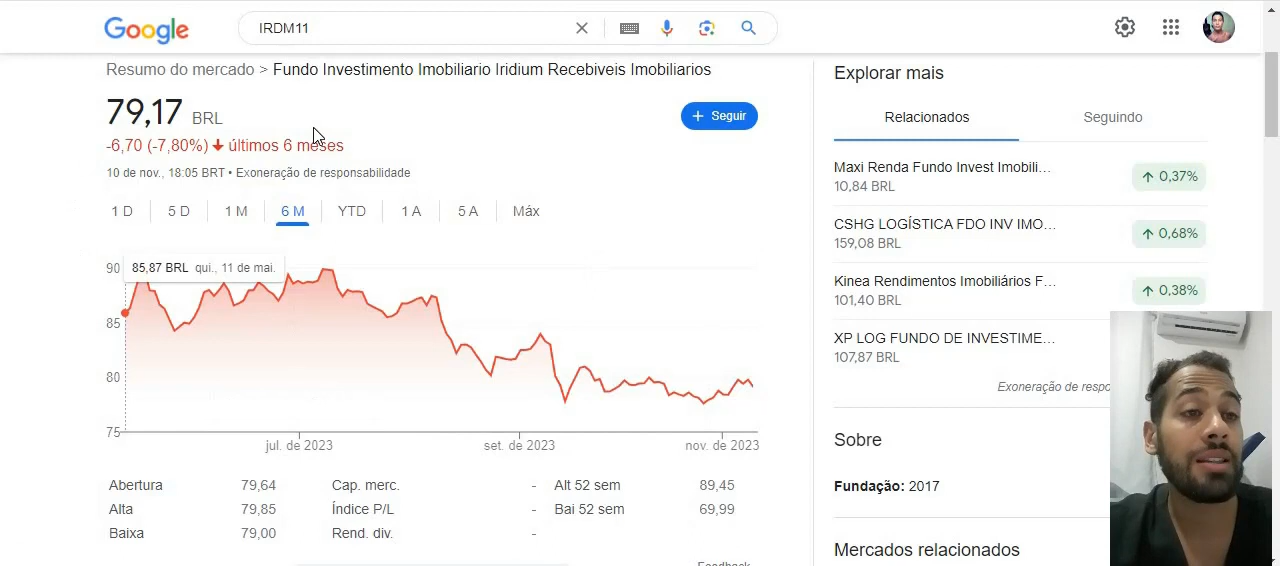 Google
IRDM11
Resumo do mercado > Fundo Investimento Imobiliario Iridium Recebiveis Imobiliarios
79,17 BRL
+ Seguir
-6,70 (-7,80%) ↓ últimos 6 meses
10 de nov., 18:05 BRT • Exoneração de responsabilidade
1 D
5 D
1 M
6 M
YTD
1 A
5 A
Máx
85,87 BRL qui., 11 de mai.
90
85
80
75
jul. de 2023
set. de 2023
nov. de 2023
Abertura 79,64
Cap. merc. -
Alt 52 sem 89,45
Alta 79,85
Índice P/L -
Bai 52 sem 69,99
Baixa 79,00
Rend. div. -
Feedback
Explorar mais
Relacionados
Seguindo
Maxi Renda Fundo Invest Imobili...
10,84 BRL
↑ 0,37%
CSHG LOGÍSTICA FDO INV IMO...
159,08 BRL
↑ 0,68%
Kinea Rendimentos Imobiliários F...
101,40 BRL
↑ 0,38%
XP LOG FUNDO DE INVESTIME...
107,87 BRL
Exoneração de respo
Sobre
Fundação: 2017
Mercados relacionados